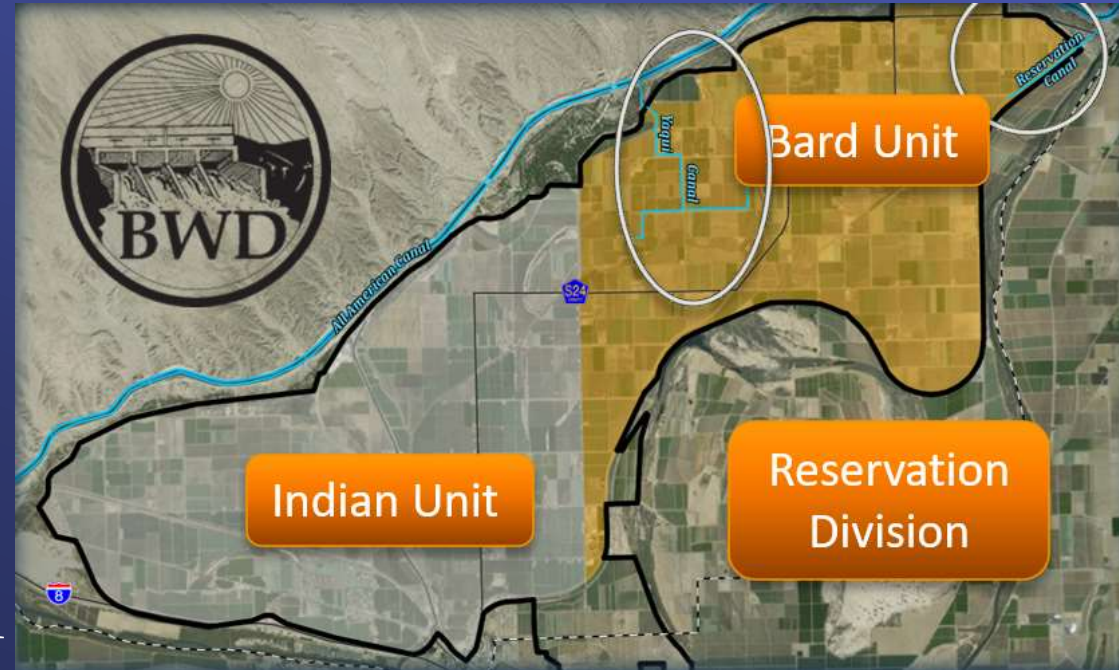 BWD
Reservation
Canal
Yaqui
Canal
Bard Unit
All American Canal
S24
Indian Unit
Reservation
Division
8